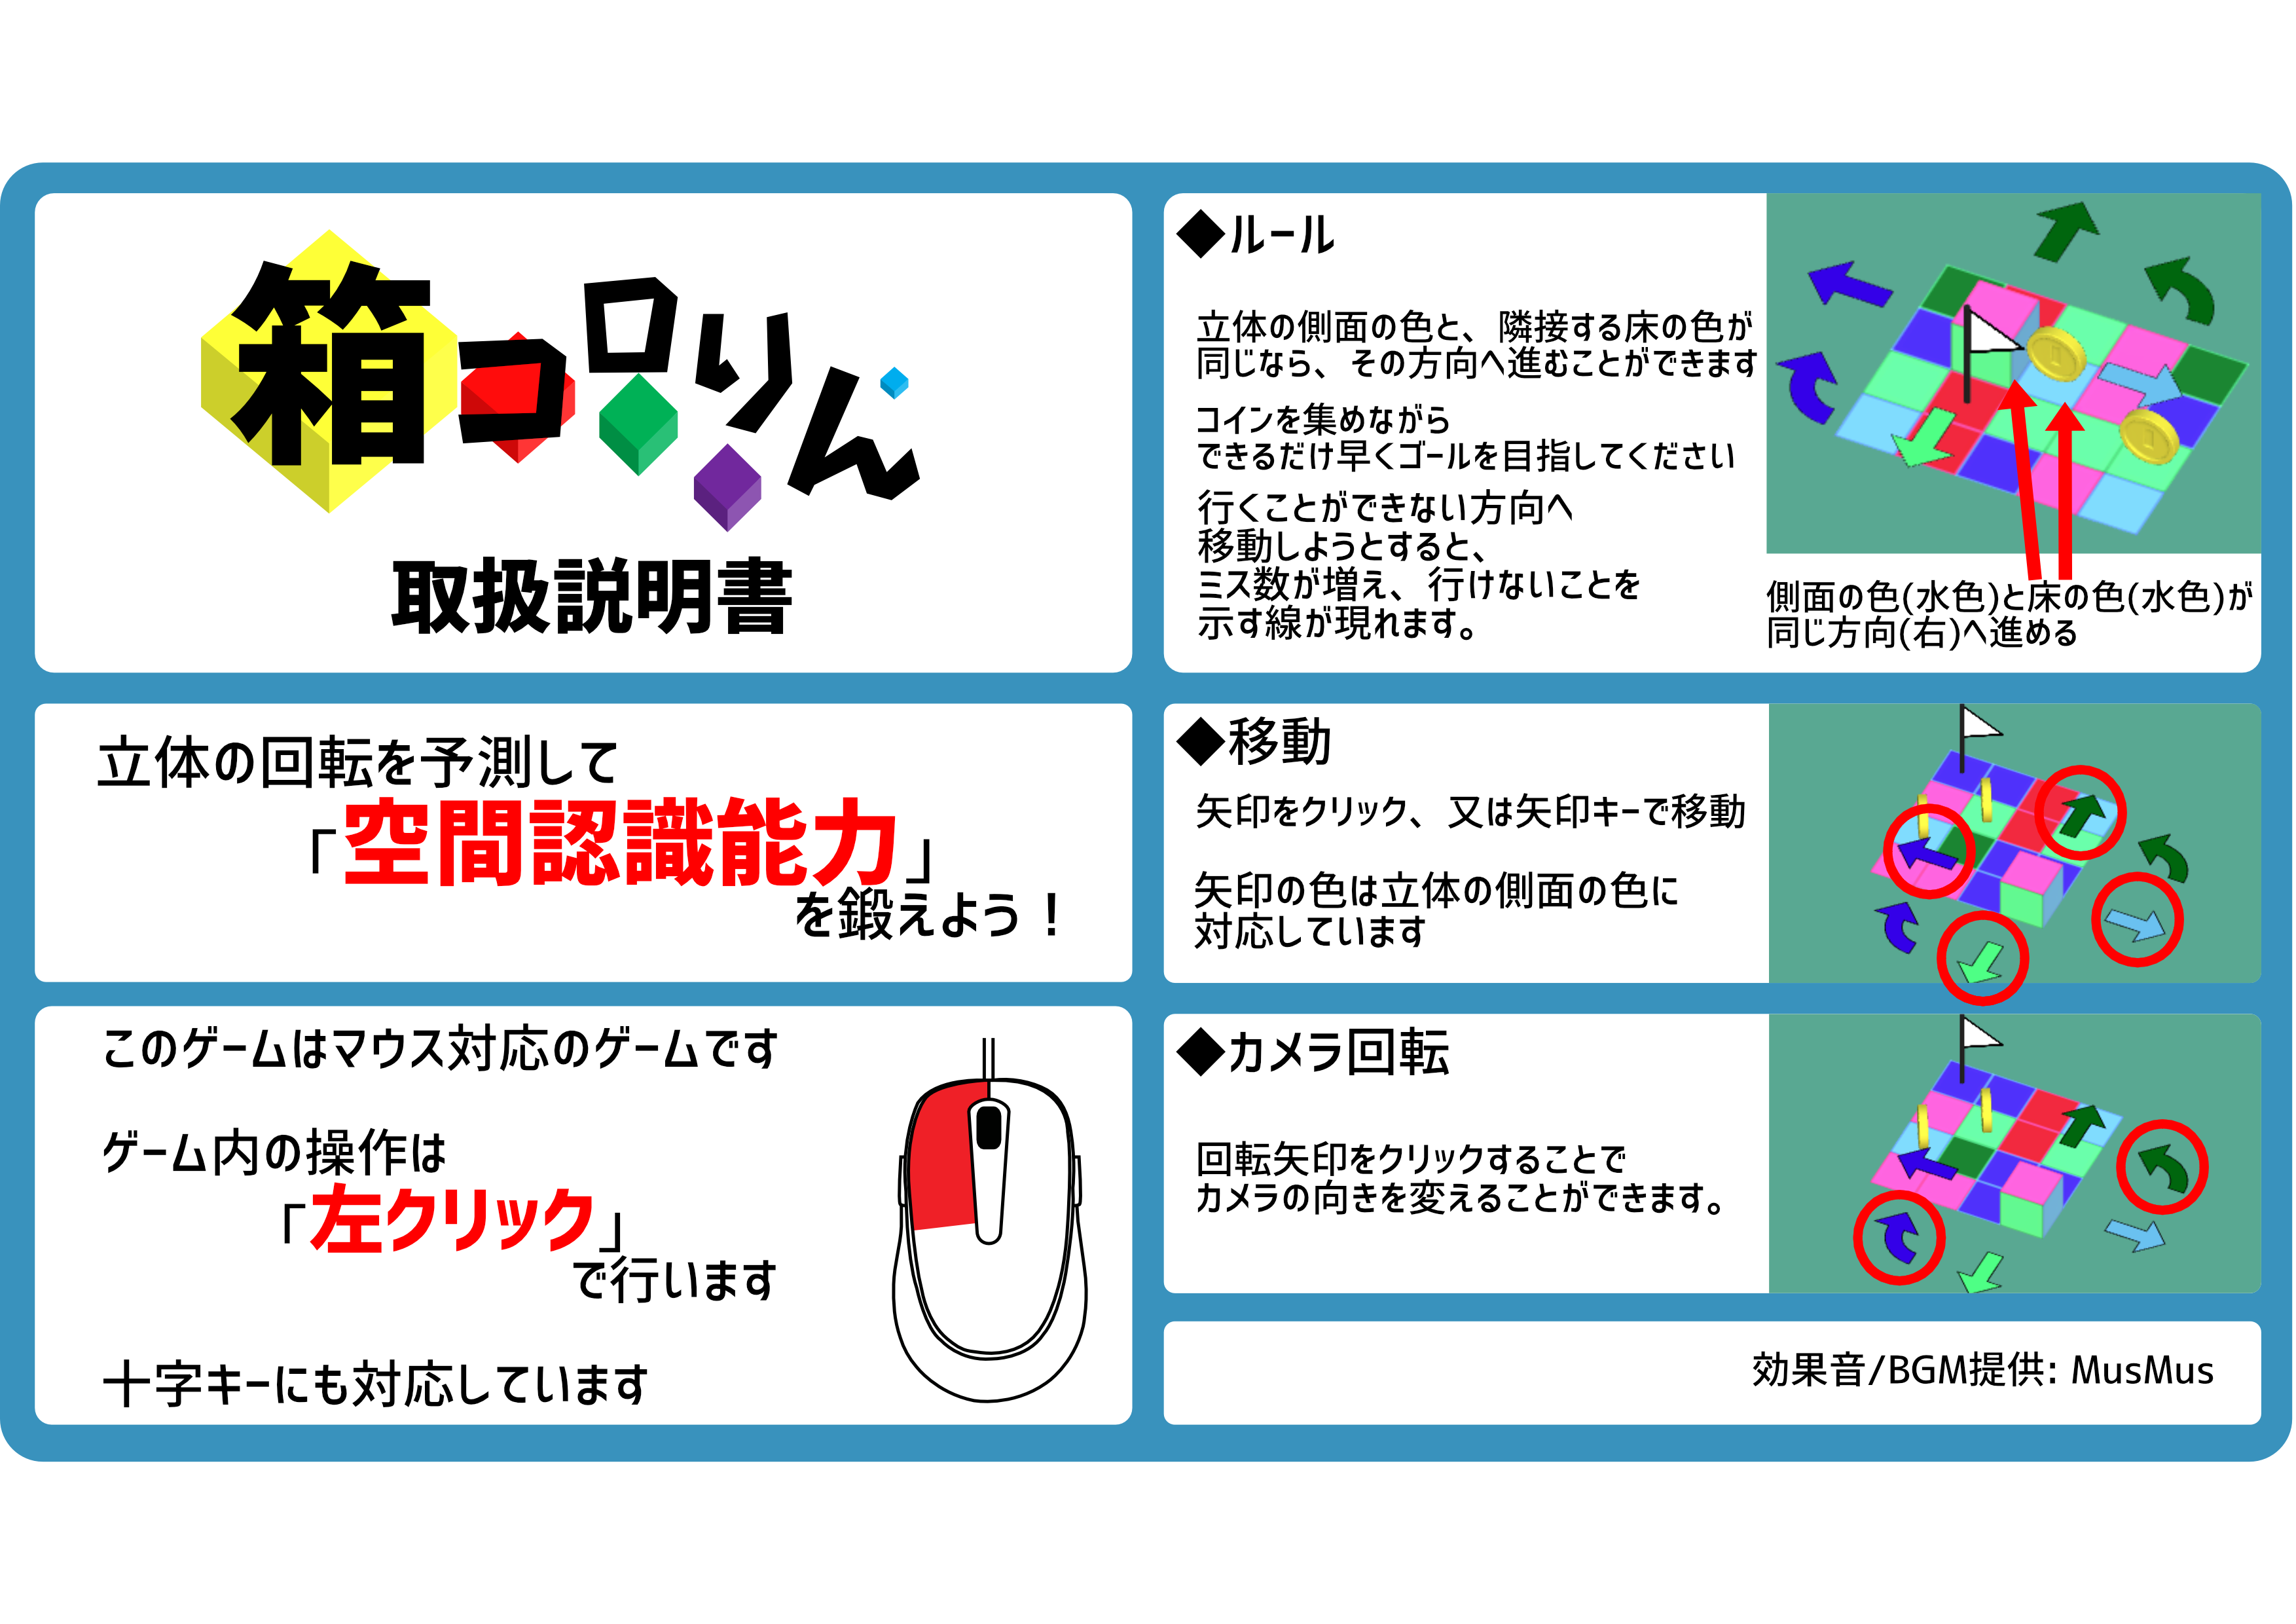 箱コロりん
取扱説明書
立体の回転を予測して
「空間認識能力」
を鍛えよう！
このゲームはマウス対応のゲームです
ゲーム内の操作は
「左クリック」
で行います
十字キーにも対応しています
◆ルール
立体の側面の色と、隣接する床の色が
同じなら、その方向へ進むことができます
コインを集めながら
できるだけ早くゴールを目指してください
行くことができない方向へ
移動しようとすると、
ミス数が増え、行けないことを
示す線が現れます。
側面の色(水色)と床の色(水色)が
同じ方向(右)へ進める
◆移動
矢印をクリック、又は矢印キーで移動
矢印の色は立体の側面の色に
対応しています
◆カメラ回転
回転矢印をクリックすることで
カメラの向きを変えることができます。
効果音/BGM提供: MusMus